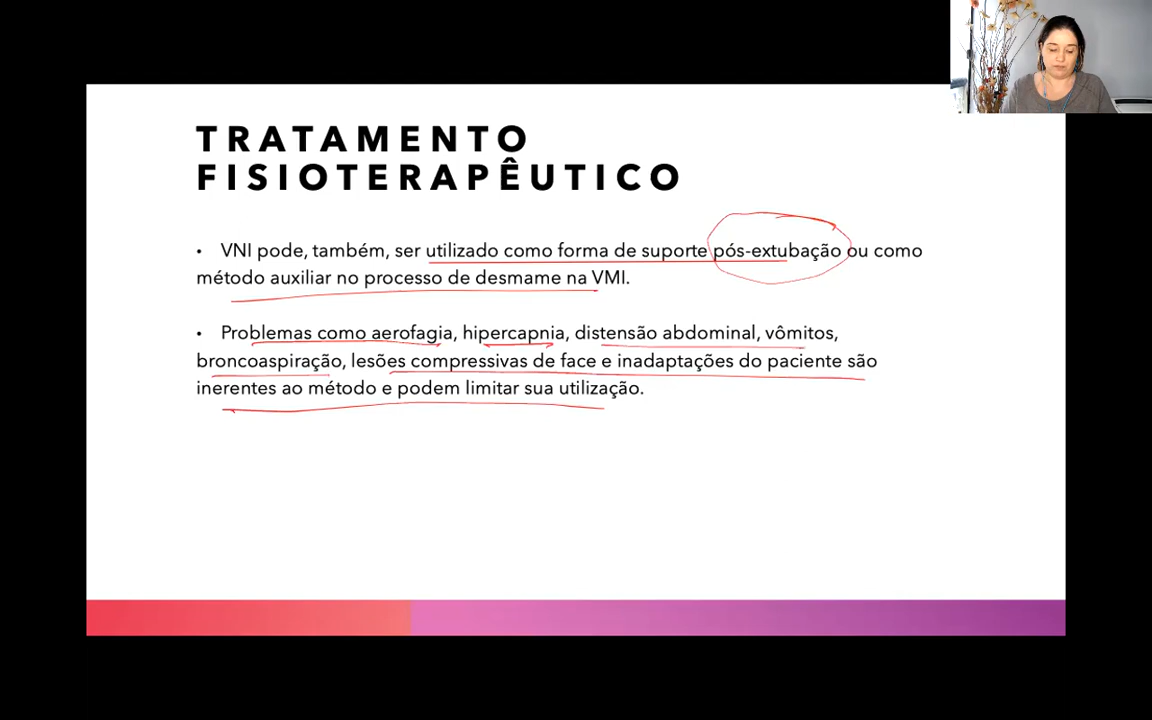 TRATAMENTO
FISIOTERAPÊUTICO
• VNI pode, também, ser utilizado como forma de suporte pós-extubação ou como
método auxiliar no processo de desmame na VMI.
• Problemas como aerofagia, hipercapnia, distensão abdominal, vômitos,
broncoaspiração, lesões compressivas de face e inadaptações do paciente são
inerentes ao método e podem limitar sua utilização.